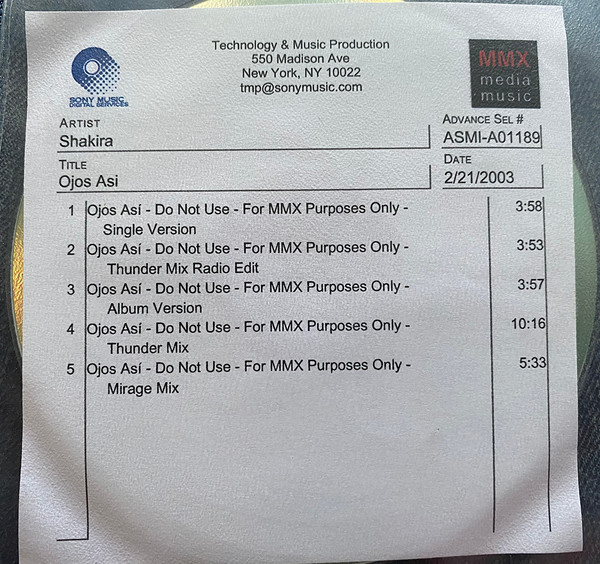 Technology & Music Production
550 Madison Ave
New York, NY 10022
tmp@sonymusic.com
SONY MUSIC
DIGITAL SERVICES
MMX
media
music
ARTIST
Shakira
ADVANCE SEL #
ASMI-A01189
TITLE
Ojos Asi
DATE
2/21/2003
1 Ojos Así - Do Not Use - For MMX Purposes Only - 3:58
Single Version
2 Ojos Así - Do Not Use - For MMX Purposes Only - 3:53
Thunder Mix Radio Edit
3 Ojos Así - Do Not Use - For MMX Purposes Only - 3:57
Album Version
4 Ojos Así - Do Not Use - For MMX Purposes Only - 10:16
Thunder Mix
5 Ojos Así - Do Not Use - For MMX Purposes Only - 5:33
Mirage Mix